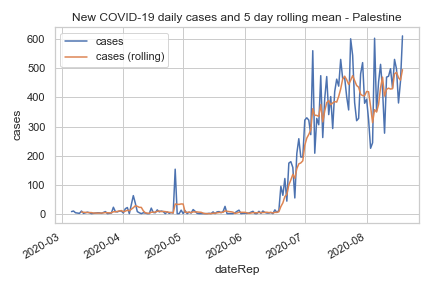 New COVID-19 daily cases and 5 day rolling mean - Palestine
cases
cases (rolling)
600
500
400
300
200
100
0
cases
2020-03
2020-04
2020-05
2020-06
2020-07
2020-08
dateRep